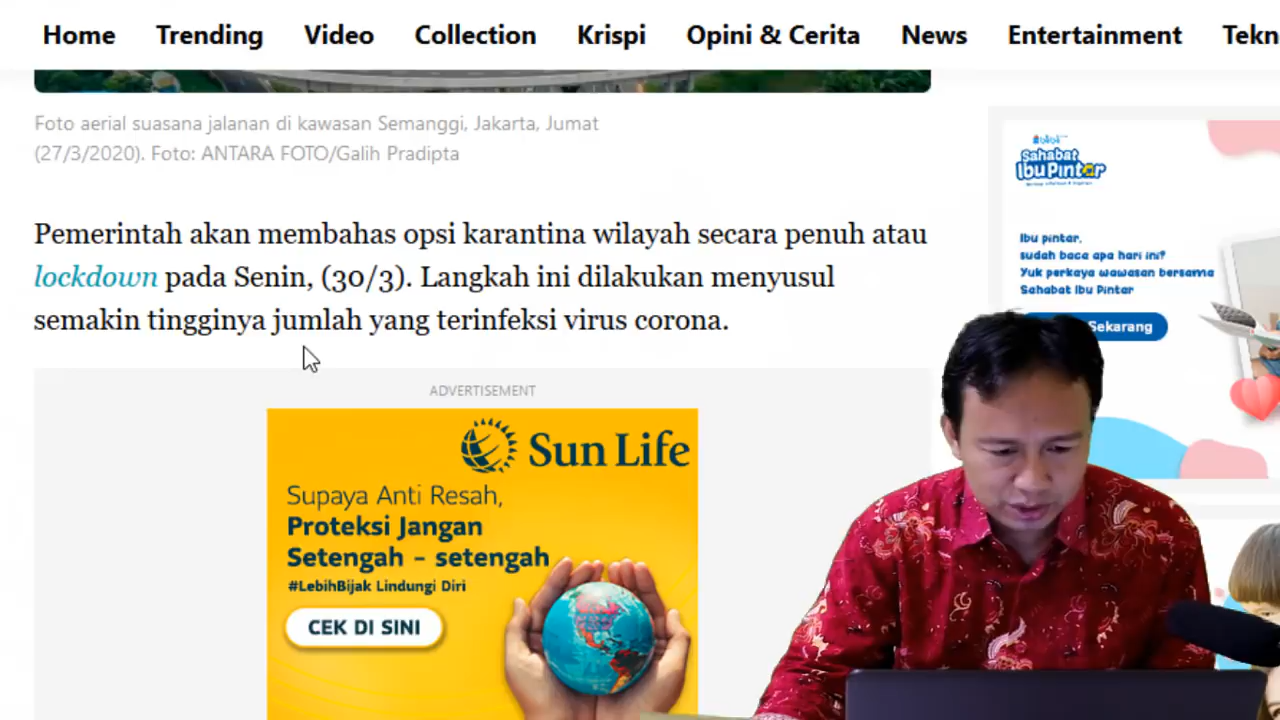 Home Trending Video Collection Krispi Opini & Cerita News Entertainment Tekn
Foto aerial suasana jalanan di kawasan Semanggi, Jakarta, Jumat
(27/3/2020). Foto: ANTARA FOTO/Galih Pradipta
Pemerintah akan membahas opsi karantina wilayah secara penuh atau
lockdown pada Senin, (30/3). Langkah ini dilakukan menyusul
semakin tingginya jumlah yang terinfeksi virus corona.
ADVERTISEMENT
Sun Life
Supaya Anti Resah,
Proteksi Jangan
Setengah – setengah
#LebihBijak Lindungi Diri
CEK DI SINI
Sahabat
Ibu Pintar
Ibu pintar,
sudah baca apa hari ini?
Yuk perkaya wawasan bersama
Sahabat Ibu Pintar
Sekarang